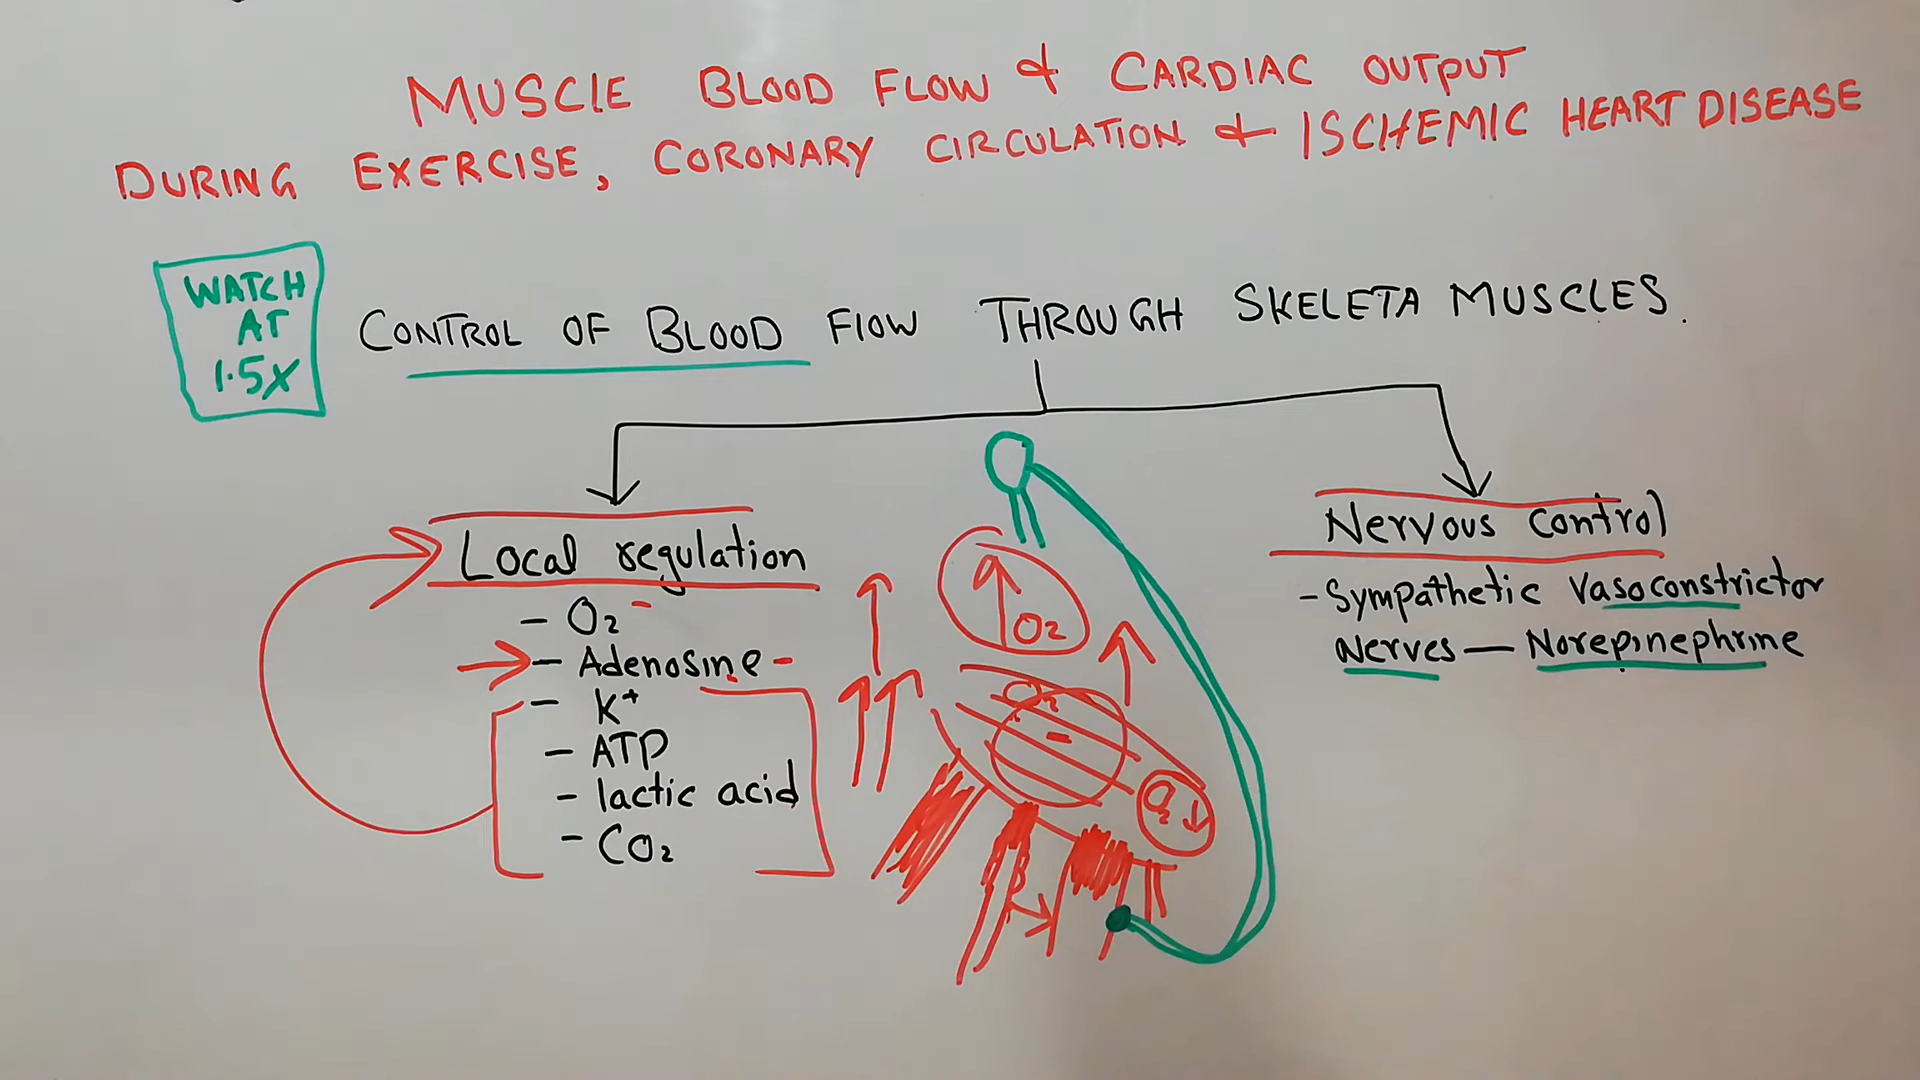 MUSCLE BLOOD FLOW & CARDIAC OUTPUT
DURING EXERCISE, CORONARY CIRCULATION & ISCHEMIC HEART DISEASE
WATCH
AT
1.5X
CONTROL OF BLOOD FLOW THROUGH SKELETA MUSCLES.
Local regulation
- O2
- Adenosine
- K+
- ATP
- lactic acid
- CO2
O2
O2
Nervous control
- Sympathetic Vasoconstrictor
Nerves — Norepinephrine